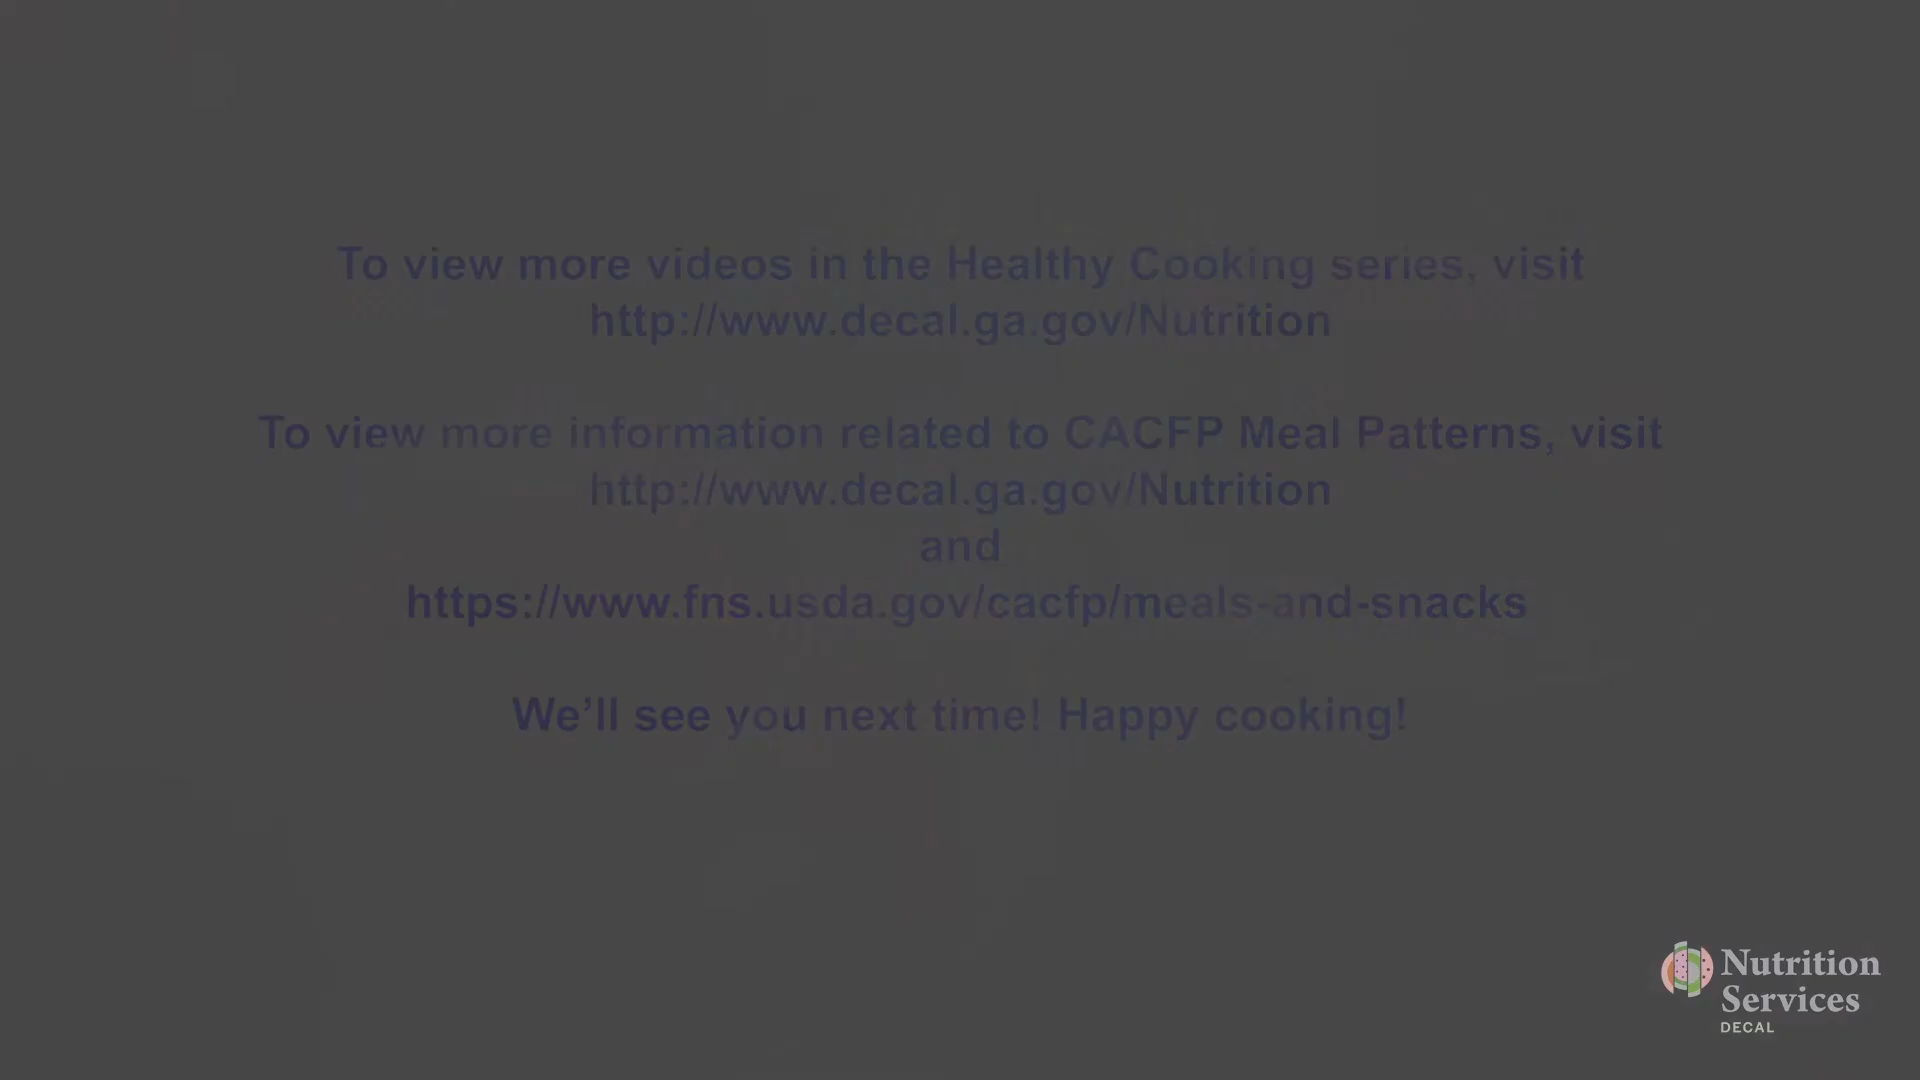 To view more videos in the Healthy Cooking series, visit
http://www.decal.ga.gov/Nutrition
To view more information related to CACFP Meal Patterns, visit
http://www.decal.ga.gov/Nutrition
and
https://www.fns.usda.gov/cacfp/meals-and-snacks
We’ll see you next time! Happy cooking!
Nutrition
Services
DECAL